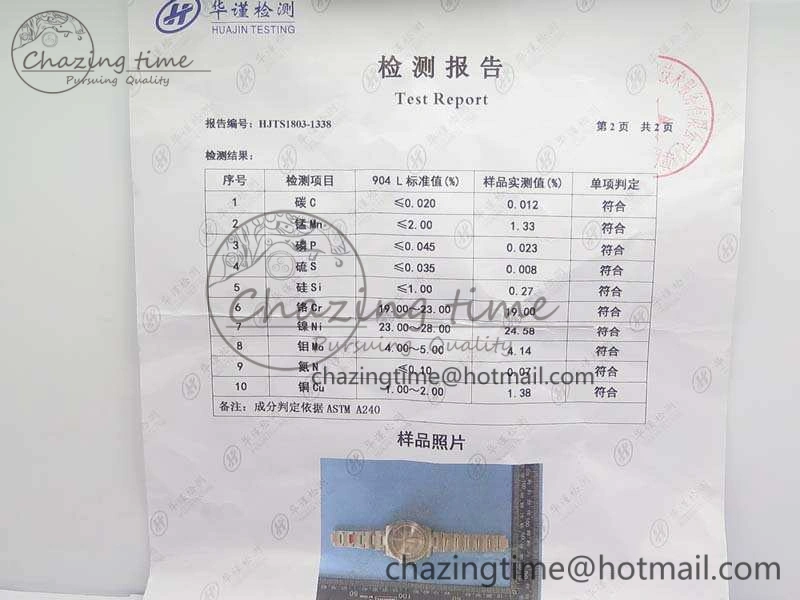 华谨检测
HUAJIN TESTING
Chazing time
Pursuing Quality
检测报告
Test Report
报告编号: HJTS1803-1338
第 2 页 共 2 页
检测结果:
序号 检测项目 904 L 标准值(%) 样品实测值(%) 单项判定
1 碳 C ≤0.020 0.012 符合
2 锰 Mn ≤2.00 1.33 符合
3 磷 P ≤0.045 0.023 符合
4 硫 S ≤0.035 0.008 符合
5 硅 Si ≤1.00 0.27 符合
6 铬 Cr 19.00~23.00 19.00 符合
7 镍 Ni 23.00~28.00 24.58 符合
8 钼 Mo 4.00~5.00 4.14 符合
9 氮 N ≤0.10 0.07 符合
10 铜 Cu 1.00~2.00 1.38 符合
Chazing time
Pursuing Quality
chazingtime@hotmail.com
备注: 成分判定依据 ASTM A240
样品照片
chazingtime@hotmail.com